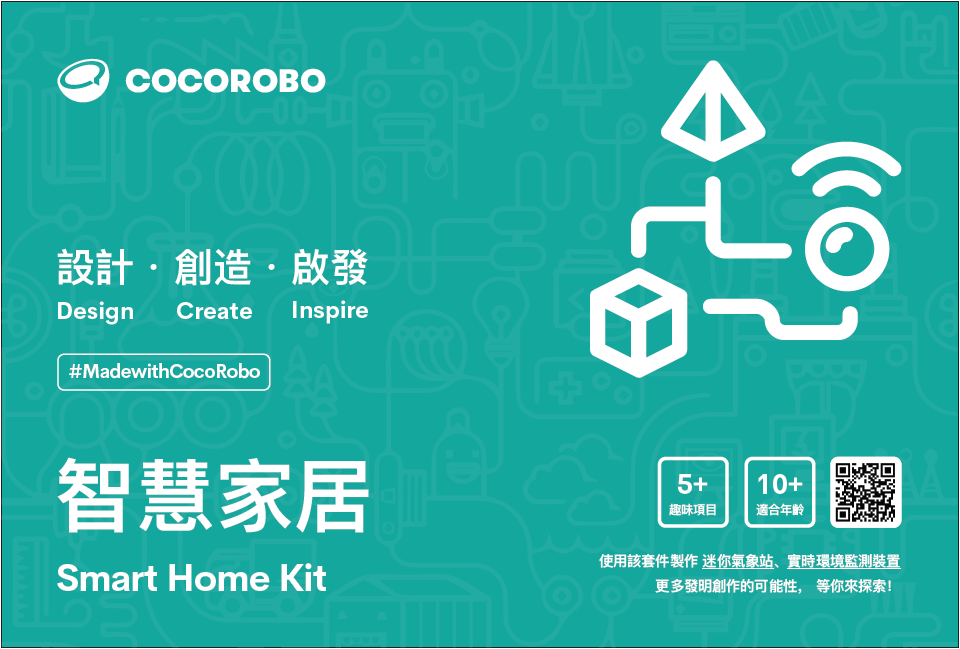 COCOROBO
設計 · 創造 · 啟發
Design Create Inspire
#MadewithCocoRobo
智慧家居
Smart Home Kit
5+
趣味項目
10+
適合年齡
使用該套件製作 迷你氣象站、實時環境監測裝置
更多發明創作的可能性， 等你來探索！